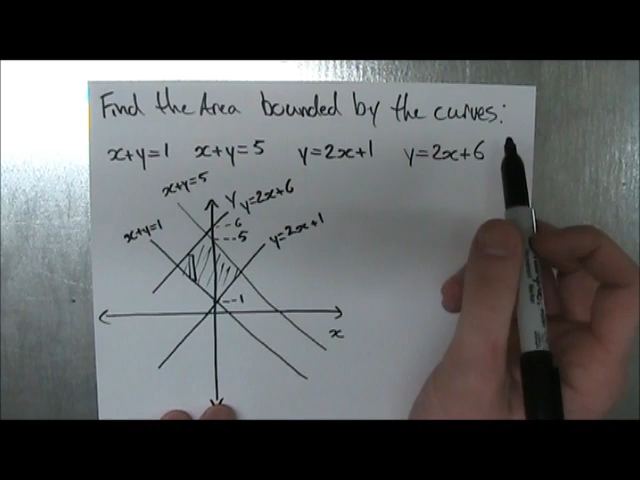 Find the Area bounded by the curves:
x+y=1 x+y=5 y=2x+1 y=2x+6
x+y=5
y y=2x+6
x+y=1
6
5
y=2x+1
1
x